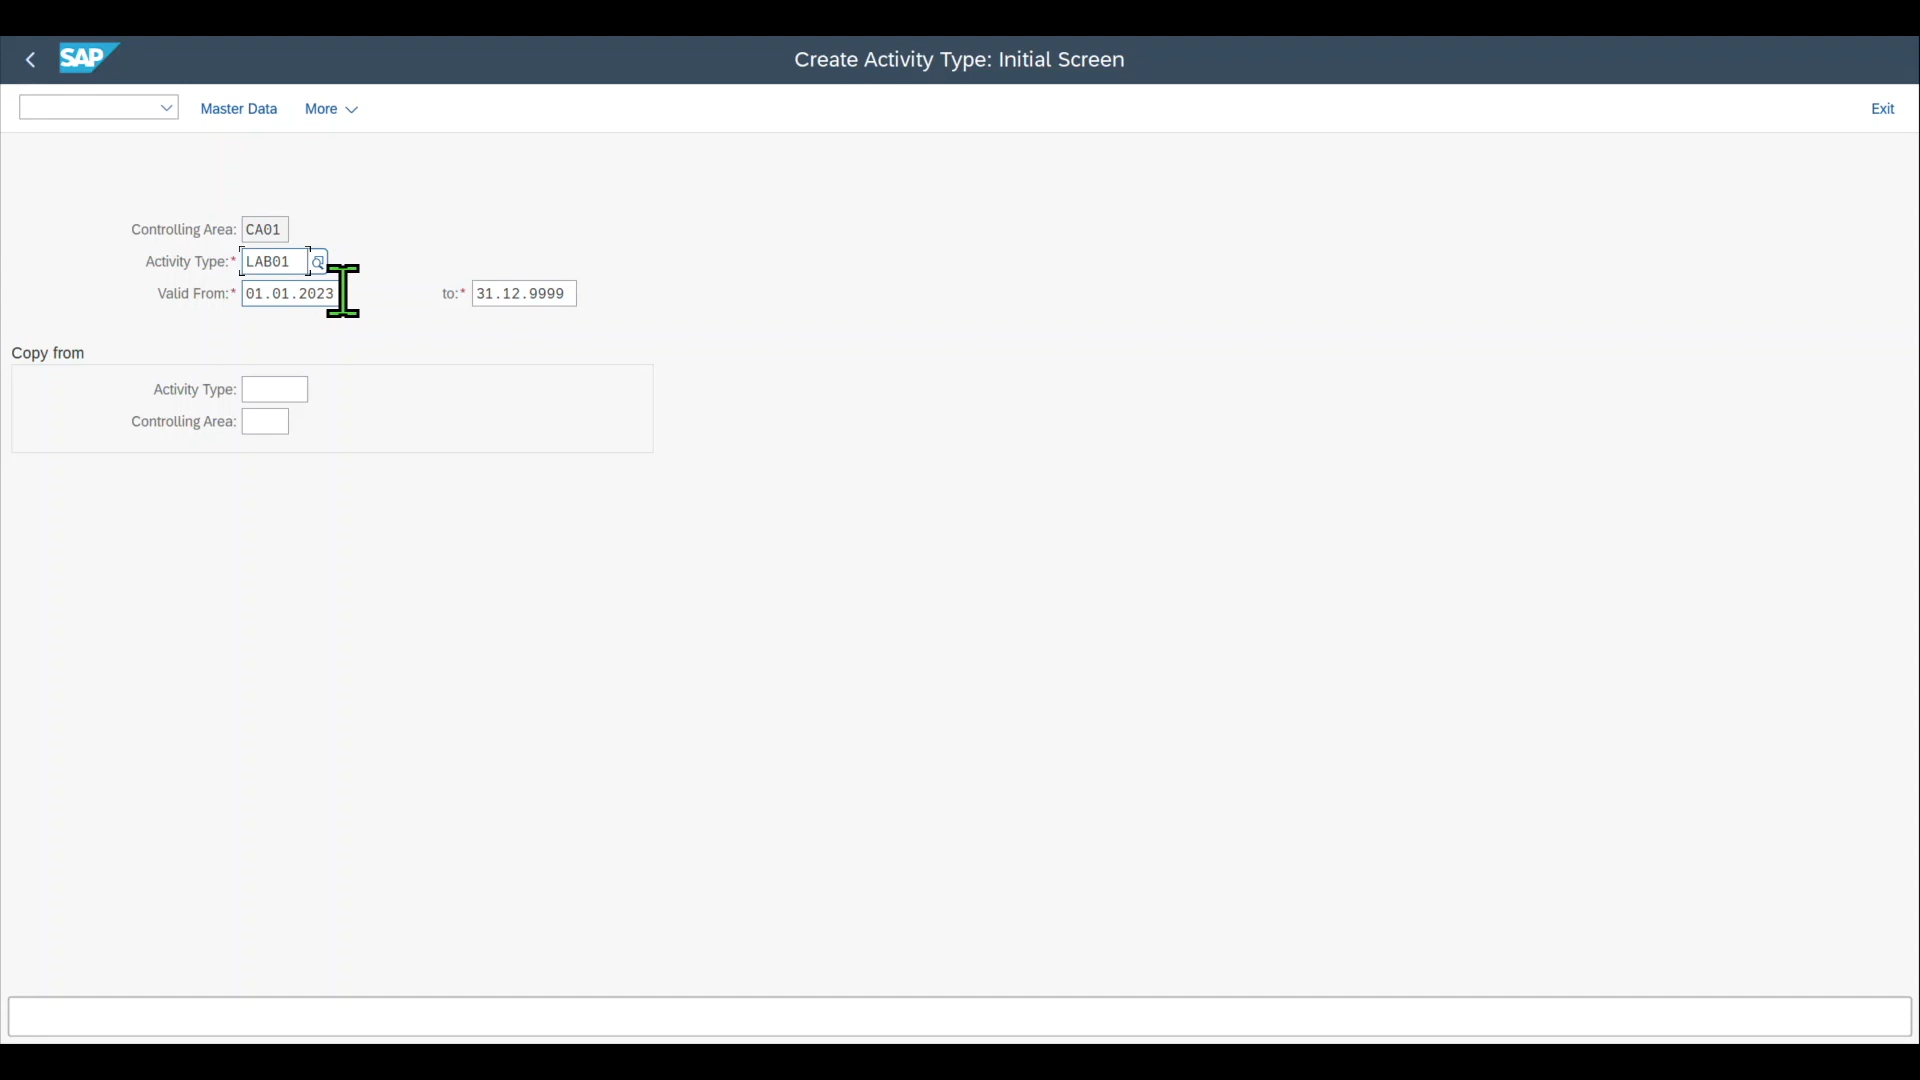 SAP
Create Activity Type: Initial Screen
Master Data More Exit
Controlling Area: CA01
Activity Type:* LAB01
Valid From:* 01.01.2023 to:* 31.12.9999
Copy from
Activity Type:
Controlling Area: